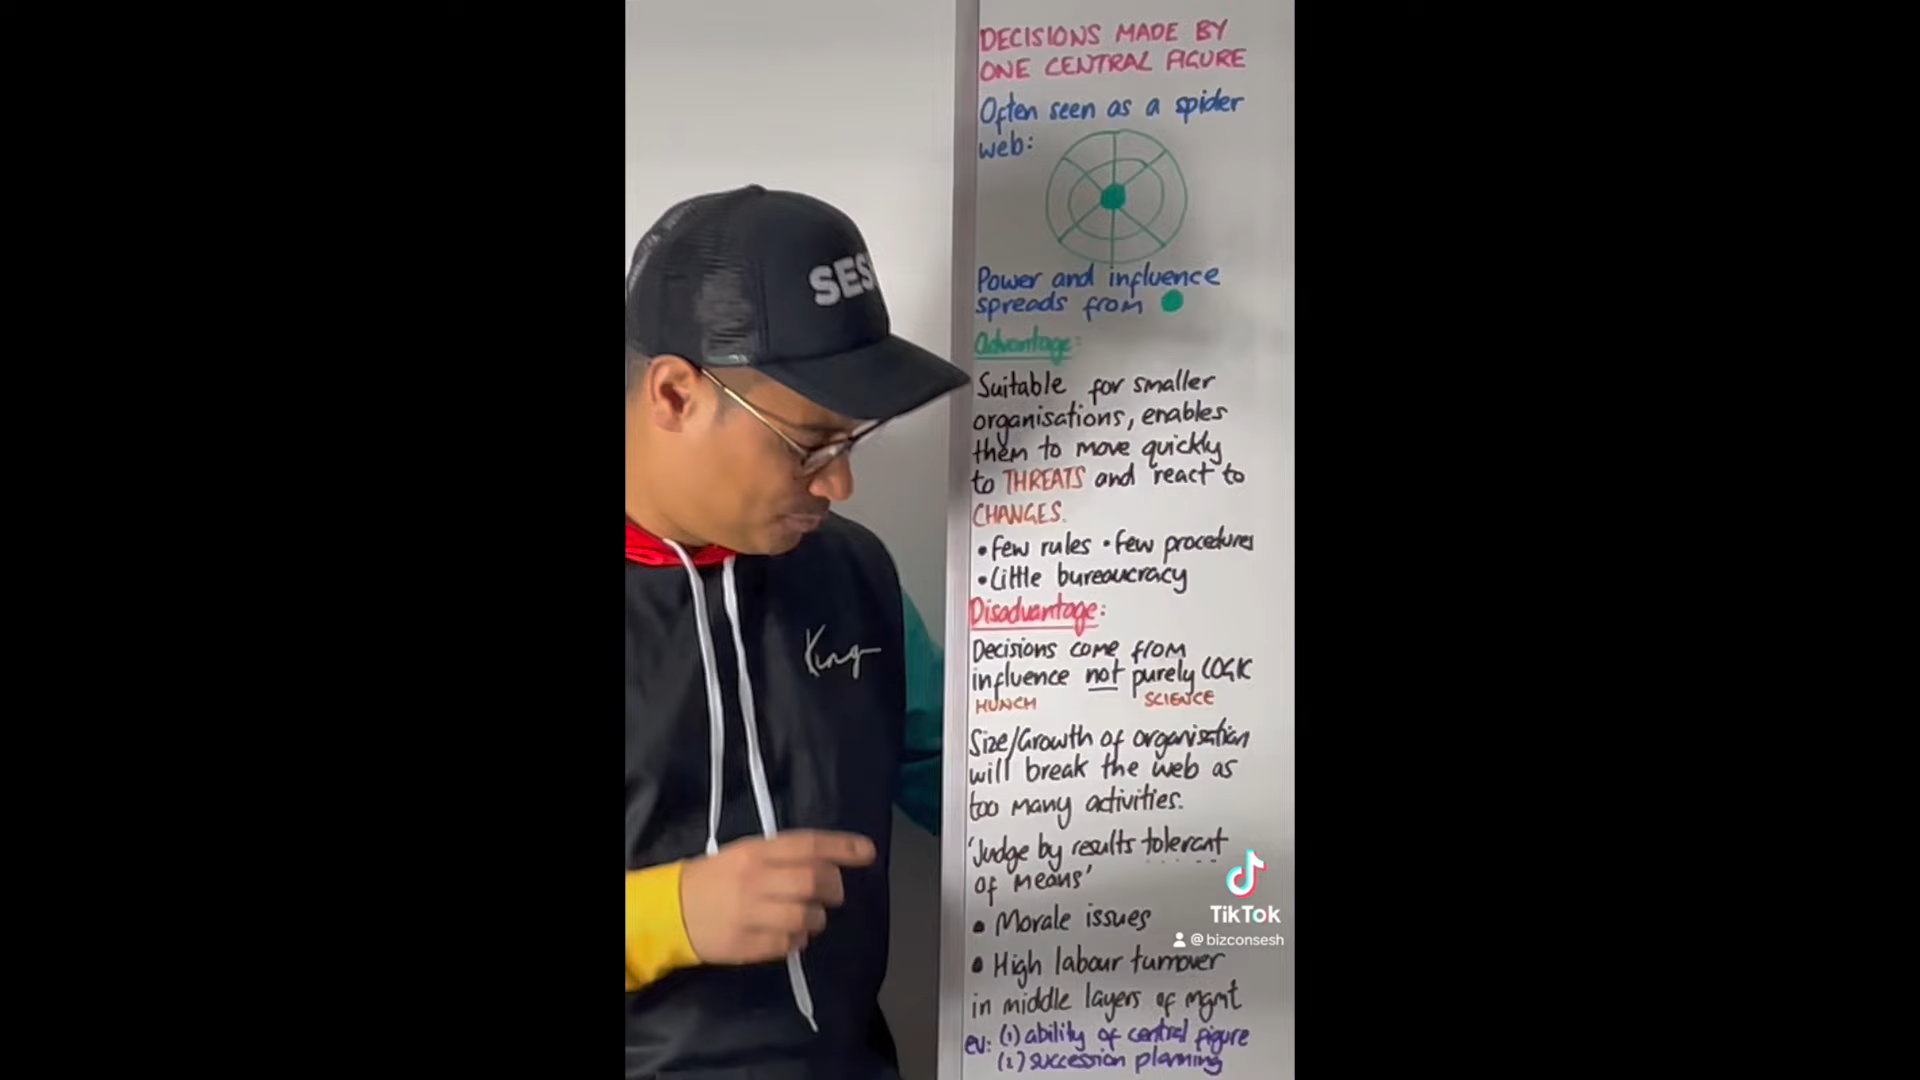 DECISIONS MADE BY
ONE CENTRAL FIGURE
Often seen as a spider
web:
Power and influence
spreads from
Advantage:
Suitable for smaller
organisations, enables
them to move quickly
to THREATS and react to
CHANGES.
• few rules • few procedures
• Little bureaucracy
Disadvantage:
Decisions come from
influence not purely LOGIC
HUNCH SCIENCE
Size/Growth of organisation
will break the web as
too many activities.
'Judge by results tolerant
of means'
• Morale issues
• High labour turnover
in middle layers of mgmt
ev: (1) ability of central figure
(2) succession planning
SES
King
TikTok
@bizconsesh